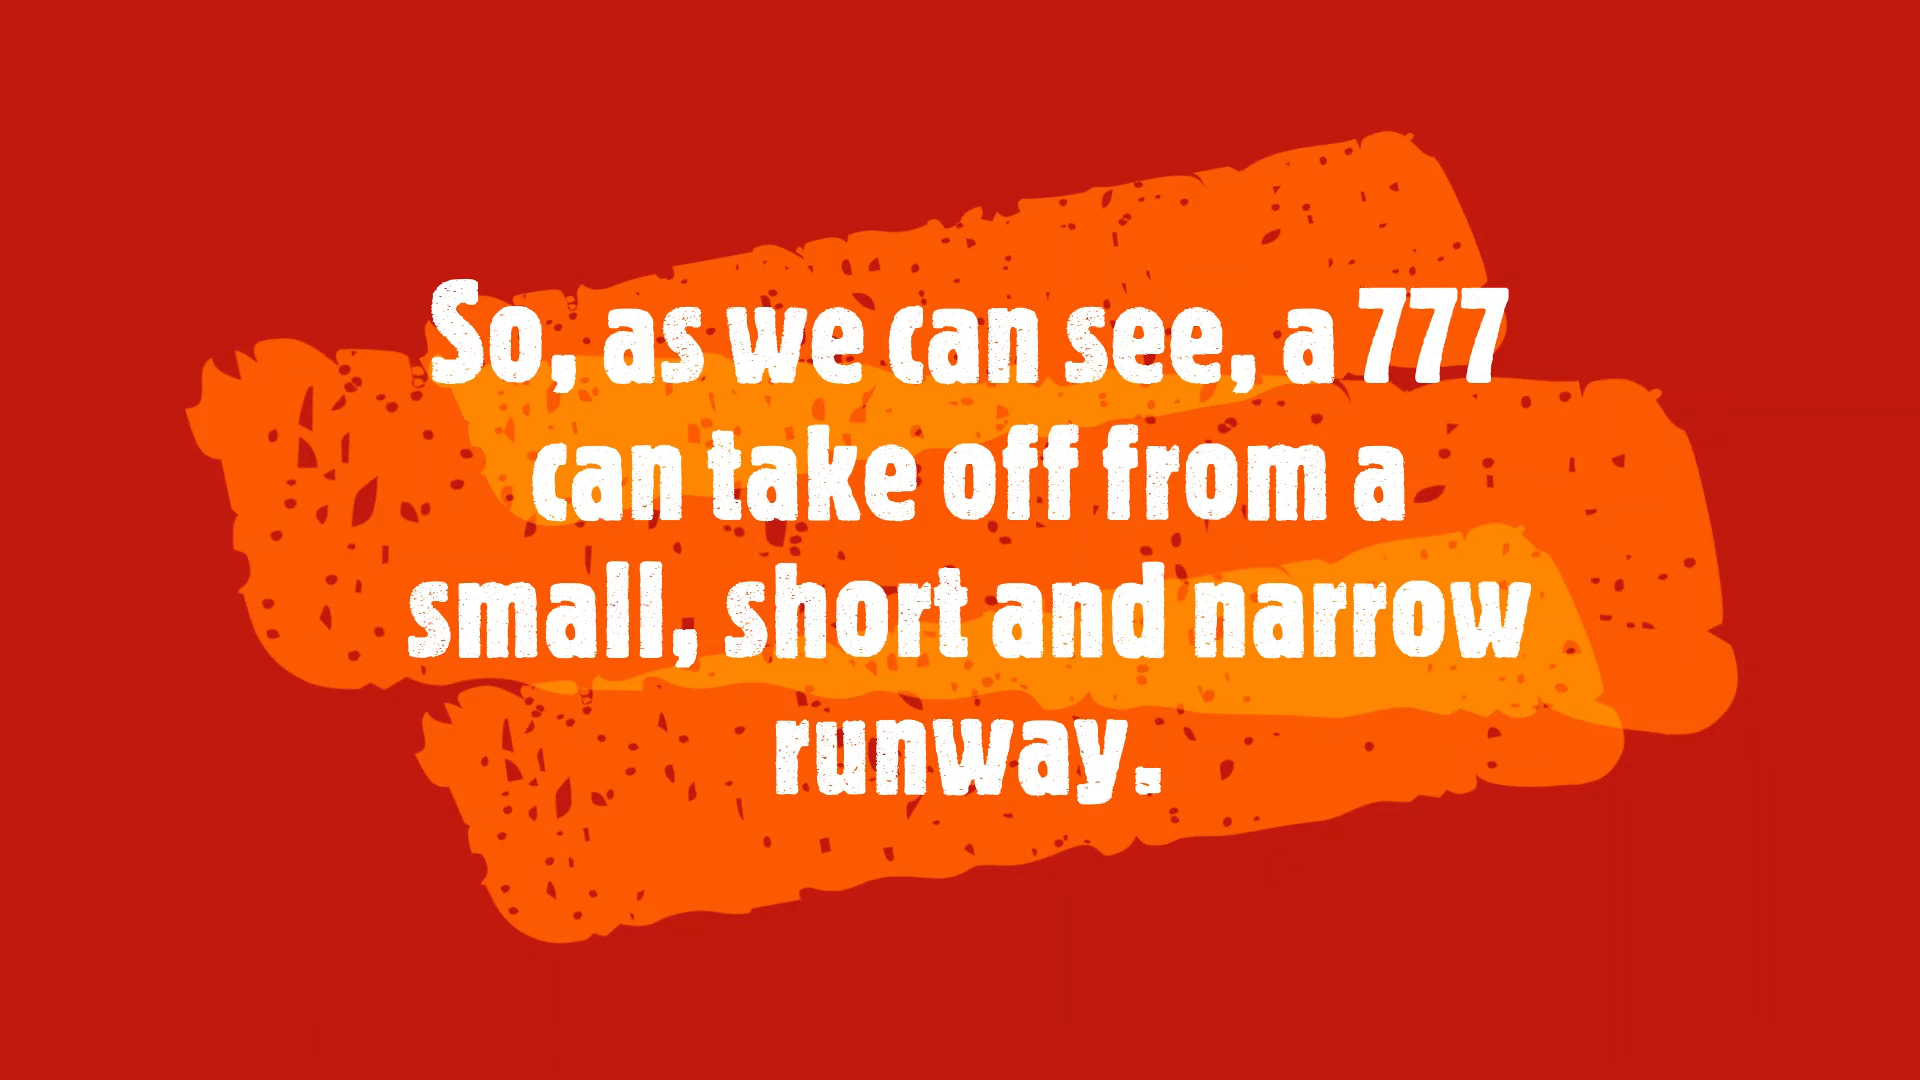 So, as we can see, a 777
can take off from a
small, short and narrow
runway.